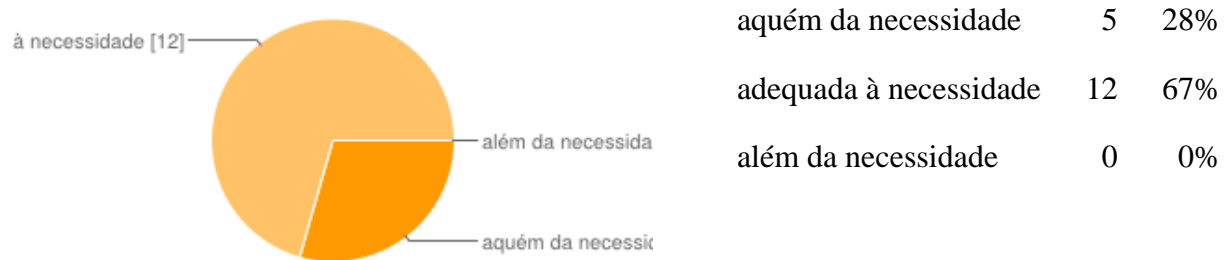 à necessidade [12]
além da necessida
aquém da necessi
aquém da necessidade 5 28%
adequada à necessidade 12 67%
além da necessidade 0 0%